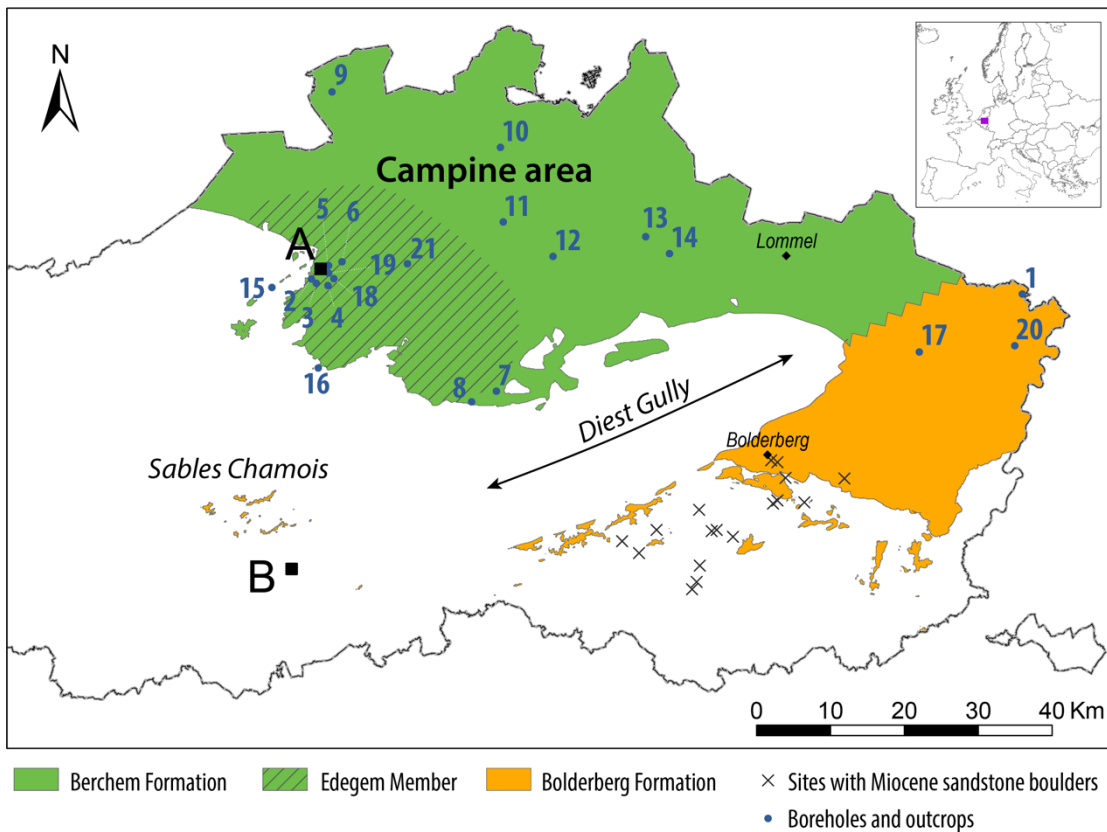 N
9
10
Campine area
5
6
11
13
A
21
12
14
Lommel
19
15
2
18
1
3
4
17
20
16
7
8
Diest Gully
Bolderberg
Sables Chamois
B
0 10 20 30 40 Km
Berchem Formation
Edegem Member
Bolderberg Formation
Sites with Miocene sandstone boulders
Boreholes and outcrops